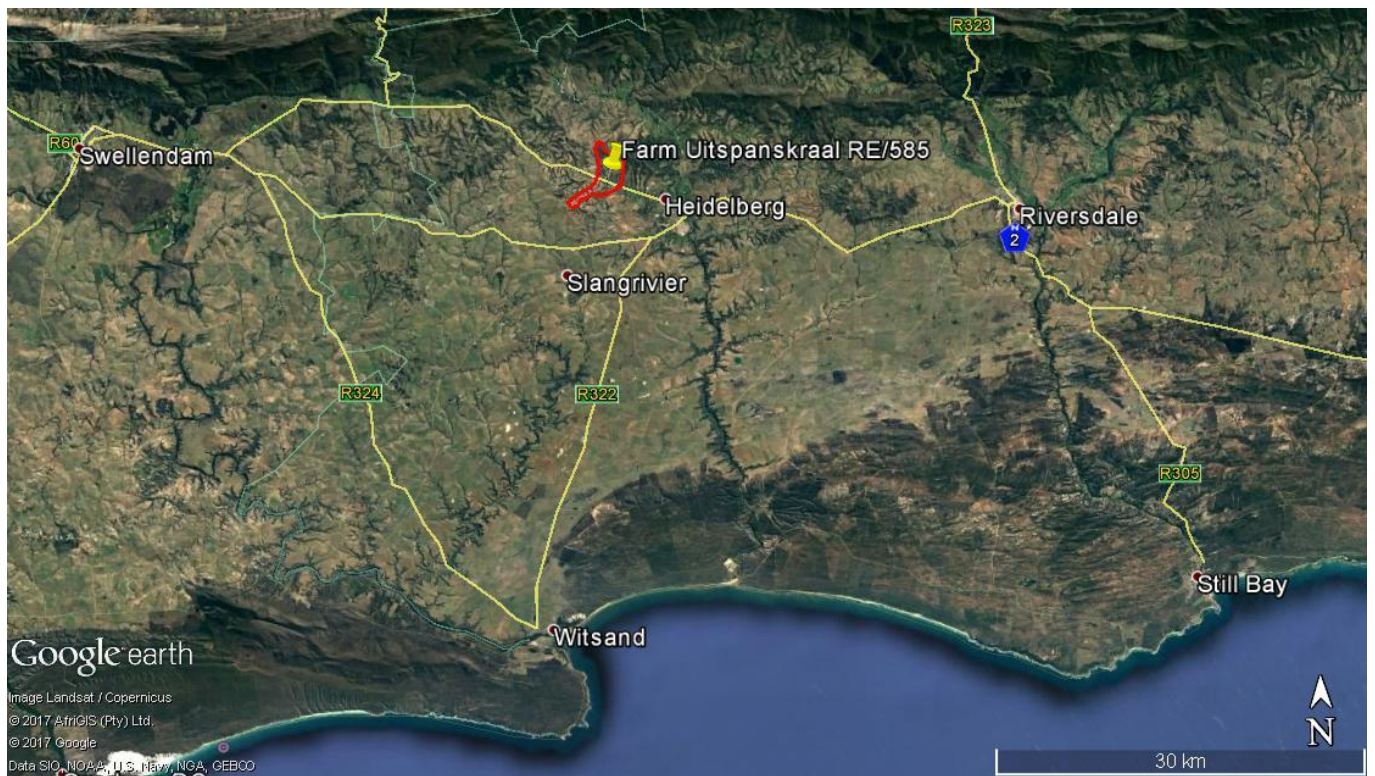 R323
R60
Swellendam
Farm Uitspanskraal RE/585
Heidelberg
Riversdale
N
2
Slangrivier
R324
R322
R305
Still Bay
Witsand
Google earth
Image Landsat / Copernicus
© 2017 AfriGIS (Pty) Ltd.
© 2017 Google
Data SIO, NOAA, U.S. Navy, NGA, GEBCO
N
30 km